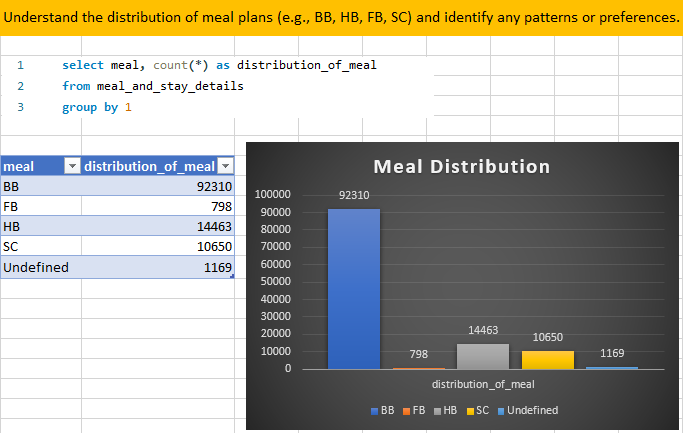 Understand the distribution of meal plans (e.g., BB, HB, FB, SC) and identify any patterns or preferences.
1 select meal, count(*) as distribution_of_meal
2 from meal_and_stay_details
3 group by 1
meal distribution_of_meal
BB 92310
FB 798
HB 14463
SC 10650
Undefined 1169
Meal Distribution
100000
90000
80000
70000
60000
50000
40000
30000
20000
10000
0
92310
798
14463
10650
1169
distribution_of_meal
BB FB HB SC Undefined